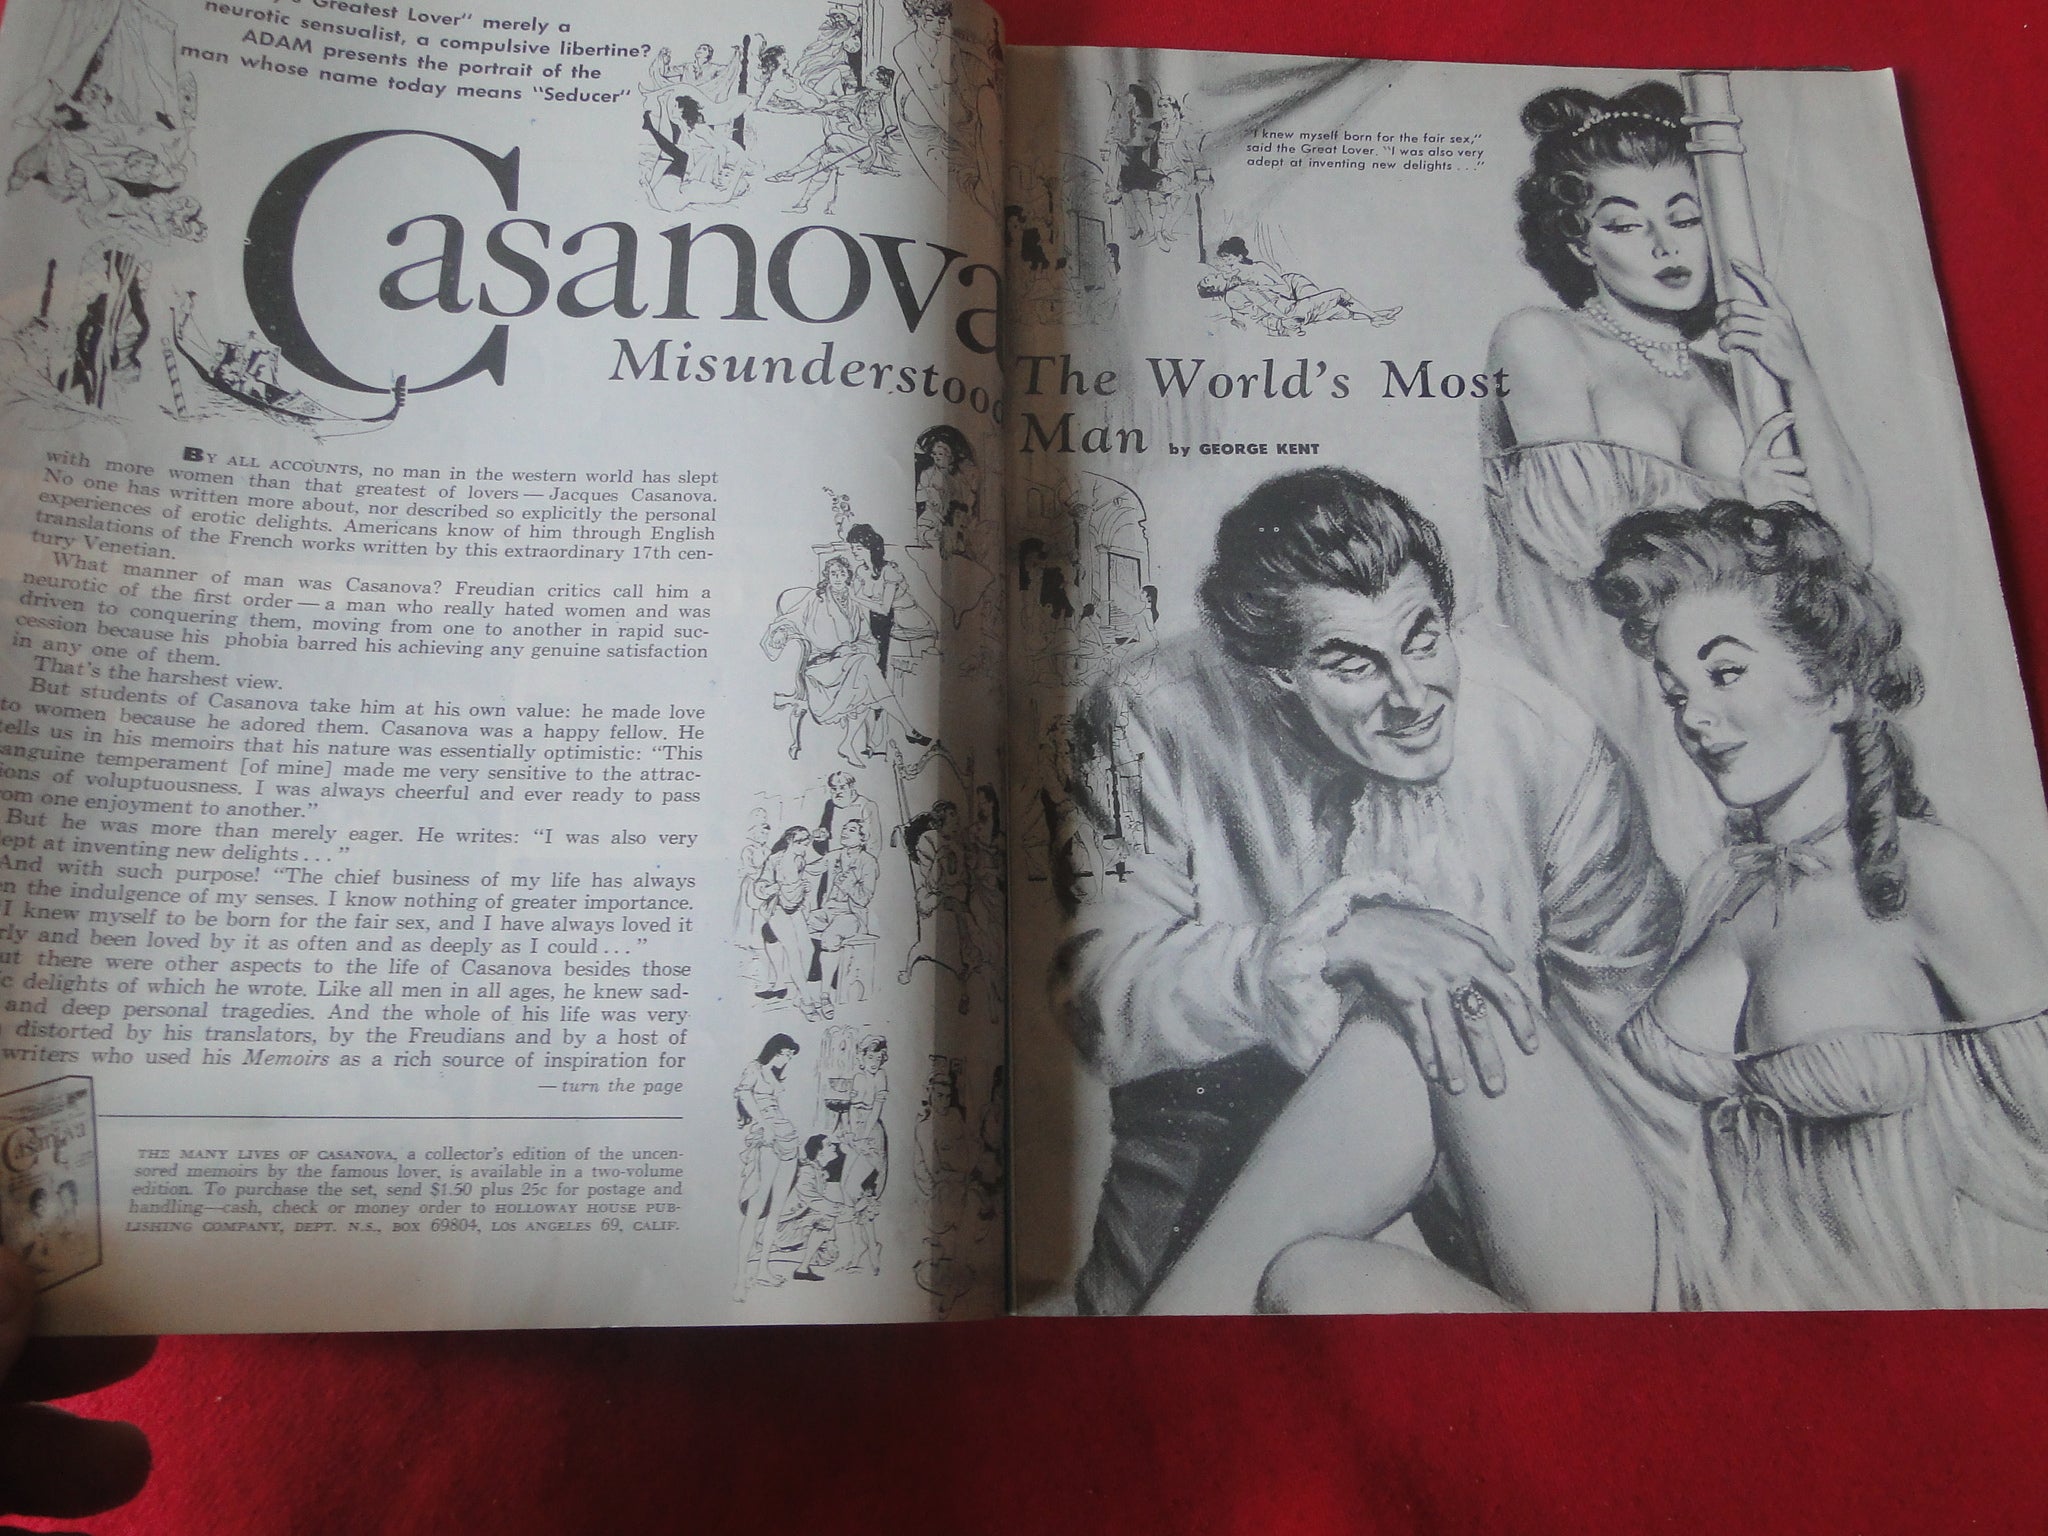 Greatest Lover" merely a
neurotic sensualist, a compulsive libertine?
ADAM presents the portrait of the
man whose name today means "Seducer"
Casanova
Misunderstood
BY ALL ACCOUNTS, no man in the western world has slept
with more women than that greatest of lovers — Jacques Casanova.
No one has written more about, nor described so explicitly the personal
experiences of erotic delights. Americans know of him through English
translations of the French works written by this extraordinary 17th cen-
tury Venetian.
What manner of man was Casanova? Freudian critics call him a
neurotic of the first order — a man who really hated women and was
driven to conquering them, moving from one to another in rapid suc-
cession because his phobia barred his achieving any genuine satisfaction
in any one of them.
That's the harshest view.
But students of Casanova take him at his own value: he made love
to women because he adored them. Casanova was a happy fellow. He
tells us in his memoirs that his nature was essentially optimistic: "This
anguine temperament [of mine] made me very sensitive to the attrac-
ions of voluptuousness. I was always cheerful and ever ready to pass
om one enjoyment to another."
But he was more than merely eager. He writes: "I was also very
ept at inventing new delights . . . "
And with such purpose! "The chief business of my life has always
en the indulgence of my senses. I know nothing of greater importance.
I knew myself to be born for the fair sex, and I have always loved it
rly and been loved by it as often and as deeply as I could . . . "
ut there were other aspects to the life of Casanova besides those
c delights of which he wrote. Like all men in all ages, he knew sad-
and deep personal tragedies. And the whole of his life was very
distorted by his translators, by the Freudians and by a host of
writers who used his Memoirs as a rich source of inspiration for
— turn the page
THE MANY LIVES OF CASANOVA, a collector's edition of the uncen-
sored memoirs by the famous lover, is available in a two-volume
edition. To purchase the set, send $1.50 plus 25c for postage and
handling—cash, check or money order to HOLLOWAY HOUSE PUB-
LISHING COMPANY, DEPT. N.S., BOX 69804, LOS ANGELES 69, CALIF.
Casanova
"I knew myself born for the fair sex,"
said the Great Lover. "I was also very
adept at inventing new delights . . . "
The World's Most
Man by GEORGE KENT